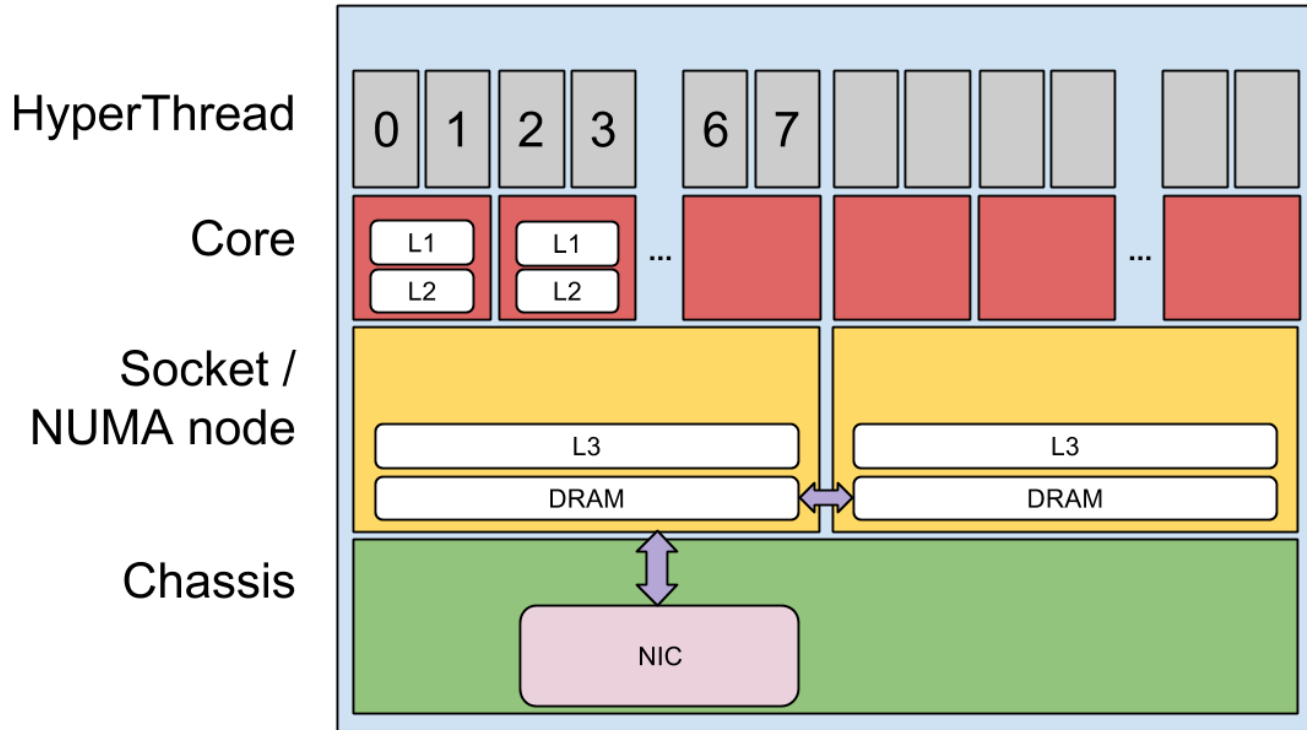 HyperThread
0 1 2 3 6 7
Core
L1 L1
... ...
L2 L2
Socket /
NUMA node
L3 L3
DRAM DRAM
Chassis
NIC